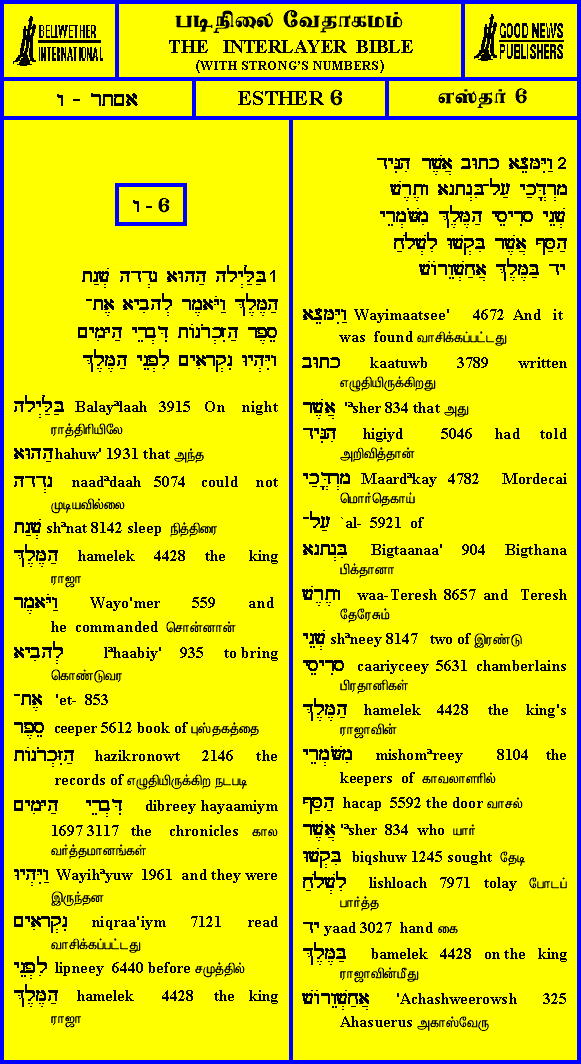 BELLWETHER
INTERNATIONAL
படிநிலை வேதாகமம்
THE INTERLAYER BIBLE
(WITH STRONG'S NUMBERS)
GOOD NEWS
PUBLISHERS
אסתר - ו
ESTHER 6
எஸ்தர் 6
ו - 6
1 בַּלַּיְלָה הַהוּא נָדְדָה שְׁנַת
הַמֶּלֶךְ וַיֹּאמֶר לְהָבִיא אֶת־
סֵפֶר הַזִּכְרֹנוֹת דִּבְרֵי הַיָּמִים
וַיִּהְיוּ נִקְרָאִים לִפְנֵי הַמֶּלֶךְ
בַּלַּיְלָה Balayᵃlaah 3915 On night
ராத்திரியிலே
הַהוּא hahuw' 1931 that அந்த
נָדְדָה naadᵃdaah 5074 could not
முடியவில்லை
שְׁנַת shᵃnat 8142 sleep நித்திரை
הַמֶּלֶךְ hamelek 4428 the king
ராஜா
וַיֹּאמֶר Wayo'mer 559 and
he commanded சொன்னான்
לְהָבִיא lᵃhaabiy' 935 to bring
கொண்டுவர
אֶת־ 'et- 853
סֵפֶר ceeper 5612 book of புஸ்தகத்தை
הַזִּכְרֹנוֹת hazikronowt 2146 the
records of எழுதியிருக்கிற நடபடி
דִּבְרֵי הַיָּמִים dibreey hayaamiym
1697 3117 the chronicles கால
வர்த்தமானங்கள்
וַיִּהְיוּ Wayihᵃyuw 1961 and they were
இருந்தன
נִקְרָאִים niqraa'iym 7121 read
வாசிக்கப்பட்டது
לִפְנֵי lipneey 6440 before சமுத்தில்
הַמֶּלֶךְ hamelek 4428 the king
ராஜா
2 וַיִּמָּצֵא כָתוּב אֲשֶׁר הִגִּיד
מָרְדֳּכַי עַל־בִּגְתָנָא וָתֶרֶשׁ
שְׁנֵי סָרִיסֵי הַמֶּלֶךְ מִשֹּׁמְרֵי
הַסַּף אֲשֶׁר בִּקְשׁוּ לִשְׁלֹחַ
יָד בַּמֶּלֶךְ אֲחַשְׁוֵרוֹשׁ
וַיִּמָּצֵא Wayimaatsee' 4672 And it
was found வாசிக்கப்பட்டது
כָתוּב kaatuwb 3789 written
எழுதியிருக்கிறது
אֲשֶׁר 'ᵃsher 834 that அது
הִגִּיד higiyd 5046 had told
அறிவித்தான்
מָרְדֳּכַי Maardᵃkay 4782 Mordecai
மொர்தெகாய்
עַל־ `al- 5921 of
בִּגְתָנָא Bigtaanaa' 904 Bigthana
பிக்தானா
וָתֶרֶשׁ waa-Teresh 8657 and Teresh
தேரேசும்
שְׁנֵי shᵃneey 8147 two of இரண்டு
סָרִיסֵי caariyceey 5631 chamberlains
பிரதானிகள்
הַמֶּלֶךְ hamelek 4428 the king's
ராஜாவின்
מִשֹּׁמְרֵי mishomᵃreey 8104 the
keepers of காவலாளரில்
הַסַּף hacap 5592 the door வாசல்
אֲשֶׁר 'ᵃsher 834 who யார்
בִּקְשׁוּ biqshuw 1245 sought தேடி
לִשְׁלֹחַ lishloach 7971 tolay போடப்
பார்த்த
יָד yaad 3027 hand கை
בַּמֶּלֶךְ bamelek 4428 on the king
ராஜாவின்மீது
אֲחַשְׁוֵרוֹשׁ 'Achashweerowsh 325
Ahasuerus அகாஸ்வேரு